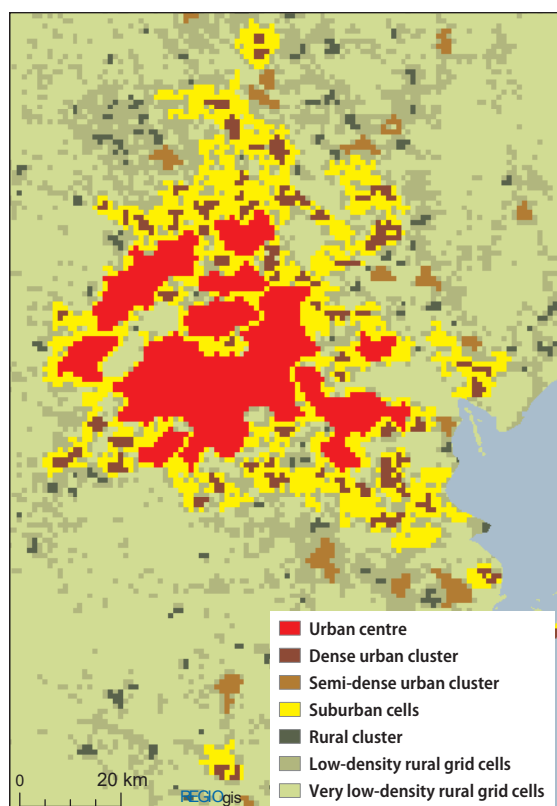 Urban centre
Dense urban cluster
Semi-dense urban cluster
Suburban cells
Rural cluster
Low-density rural grid cells
Very low-density rural grid cells
0 20 km
REGIOgis